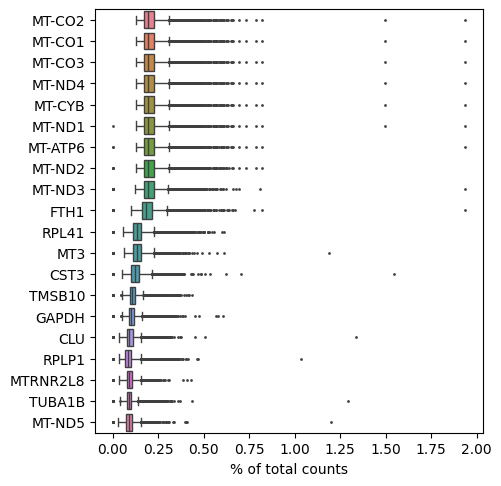 MT-CO2
MT-CO1
MT-CO3
MT-ND4
MT-CYB
MT-ND1
MT-ATP6
MT-ND2
MT-ND3
FTH1
RPL41
MT3
CST3
TMSB10
GAPDH
CLU
RPLP1
MTRNR2L8
TUBA1B
MT-ND5
0.00 0.25 0.50 0.75 1.00 1.25 1.50 1.75 2.00
% of total counts